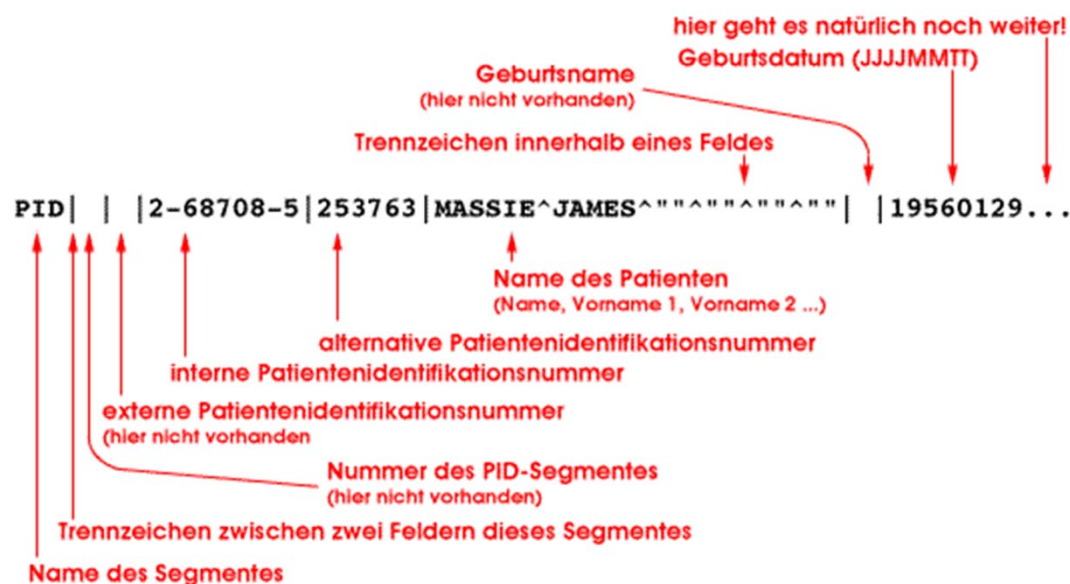 hier geht es natürlich noch weiter!
Geburtsdatum (JJJJMMTT)
Geburtsname
(hier nicht vorhanden)
Trennzeichen innerhalb eines Feldes
PID| | |2-68708-5|253763|MASSIE^JAMES^""^""^""^""| |19560129...
Name des Patienten
(Name, Vorname 1, Vorname 2 ...)
alternative Patientenidentifikationsnummer
interne Patientenidentifikationsnummer
externe Patientenidentifikationsnummer
(hier nicht vorhanden
Nummer des PID-Segmentes
(hier nicht vorhanden)
Trennzeichen zwischen zwei Feldern dieses Segmentes
Name des Segmentes